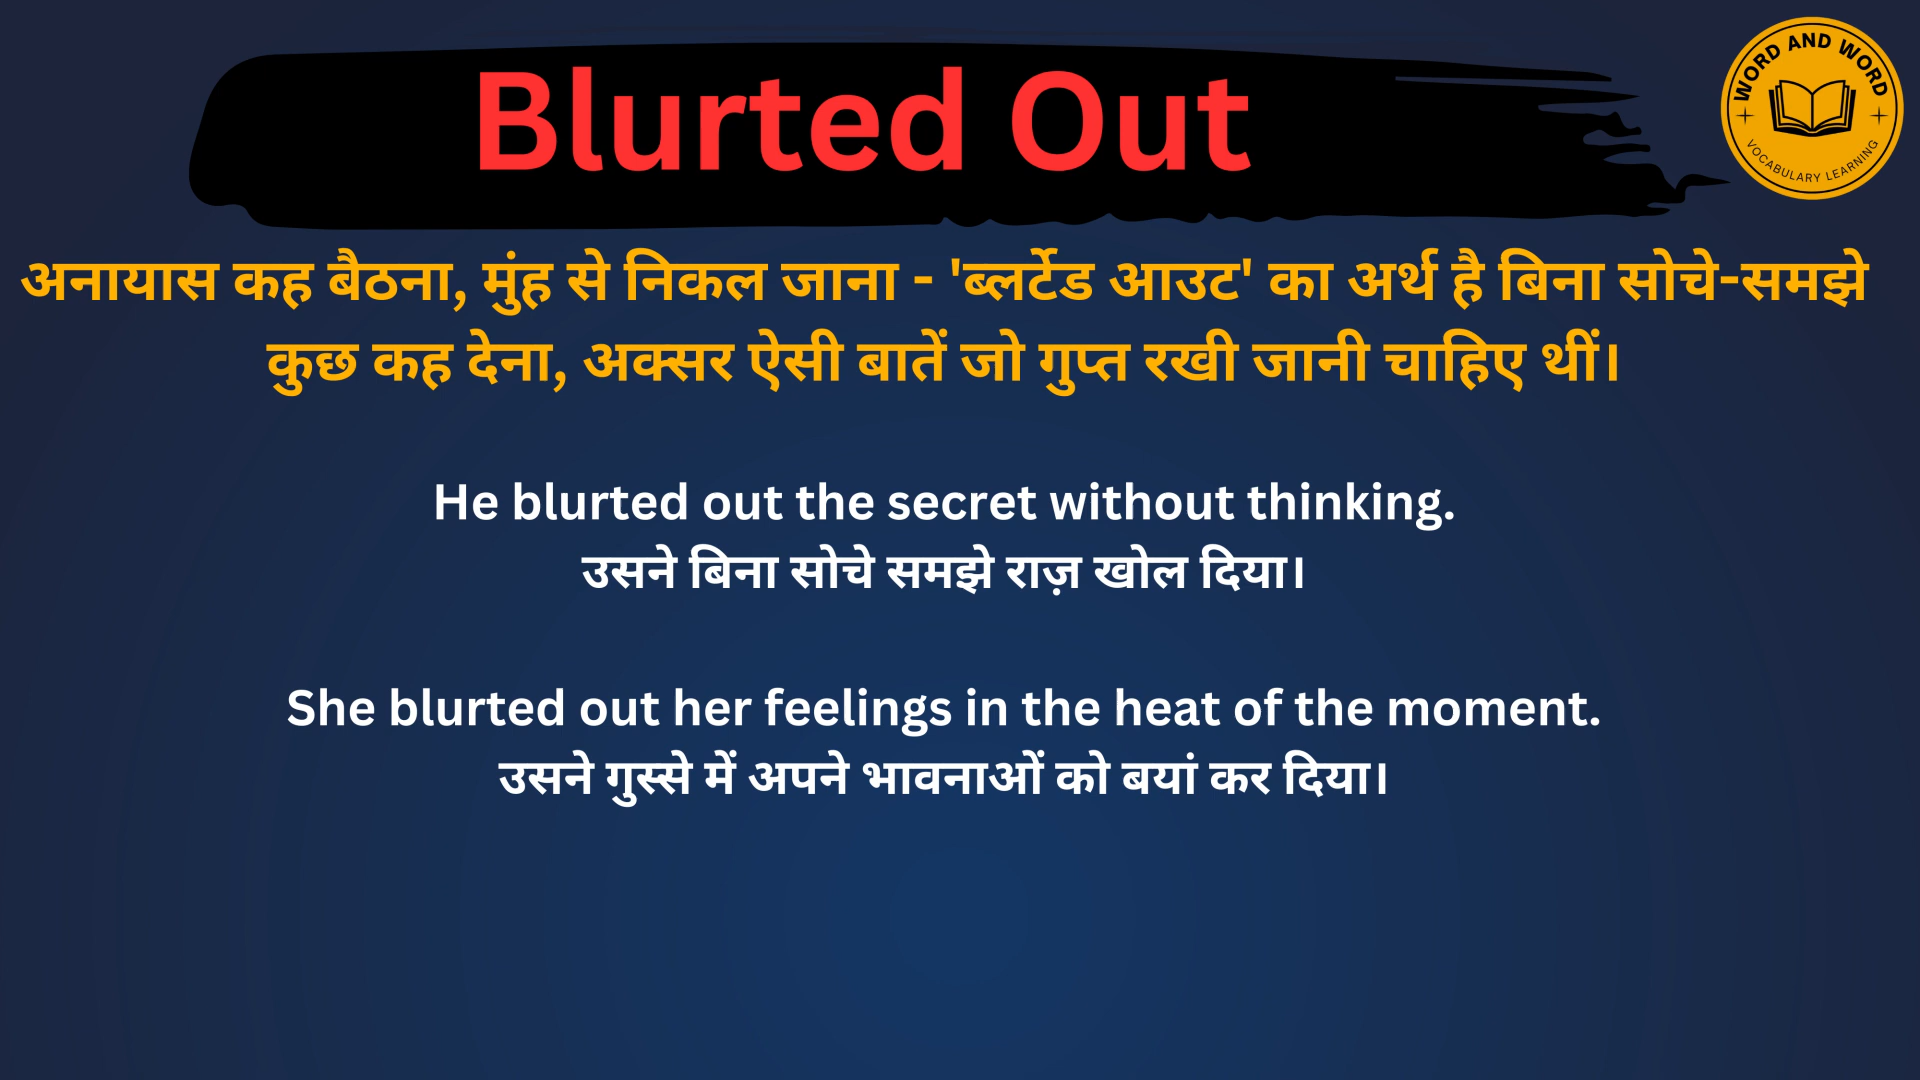 Blurted Out
WORD AND WORD
VOCABULARY LEARNING
अनायास कह बैठना, मुंह से निकल जाना - 'ब्लर्टेड आउट' का अर्थ है बिना सोचे-समझे
कुछ कह देना, अक्सर ऐसी बातें जो गुप्त रखी जानी चाहिए थीं।
He blurted out the secret without thinking.
उसने बिना सोचे समझे राज़ खोल दिया।
She blurted out her feelings in the heat of the moment.
उसने गुस्से में अपने भावनाओं को बयां कर दिया।